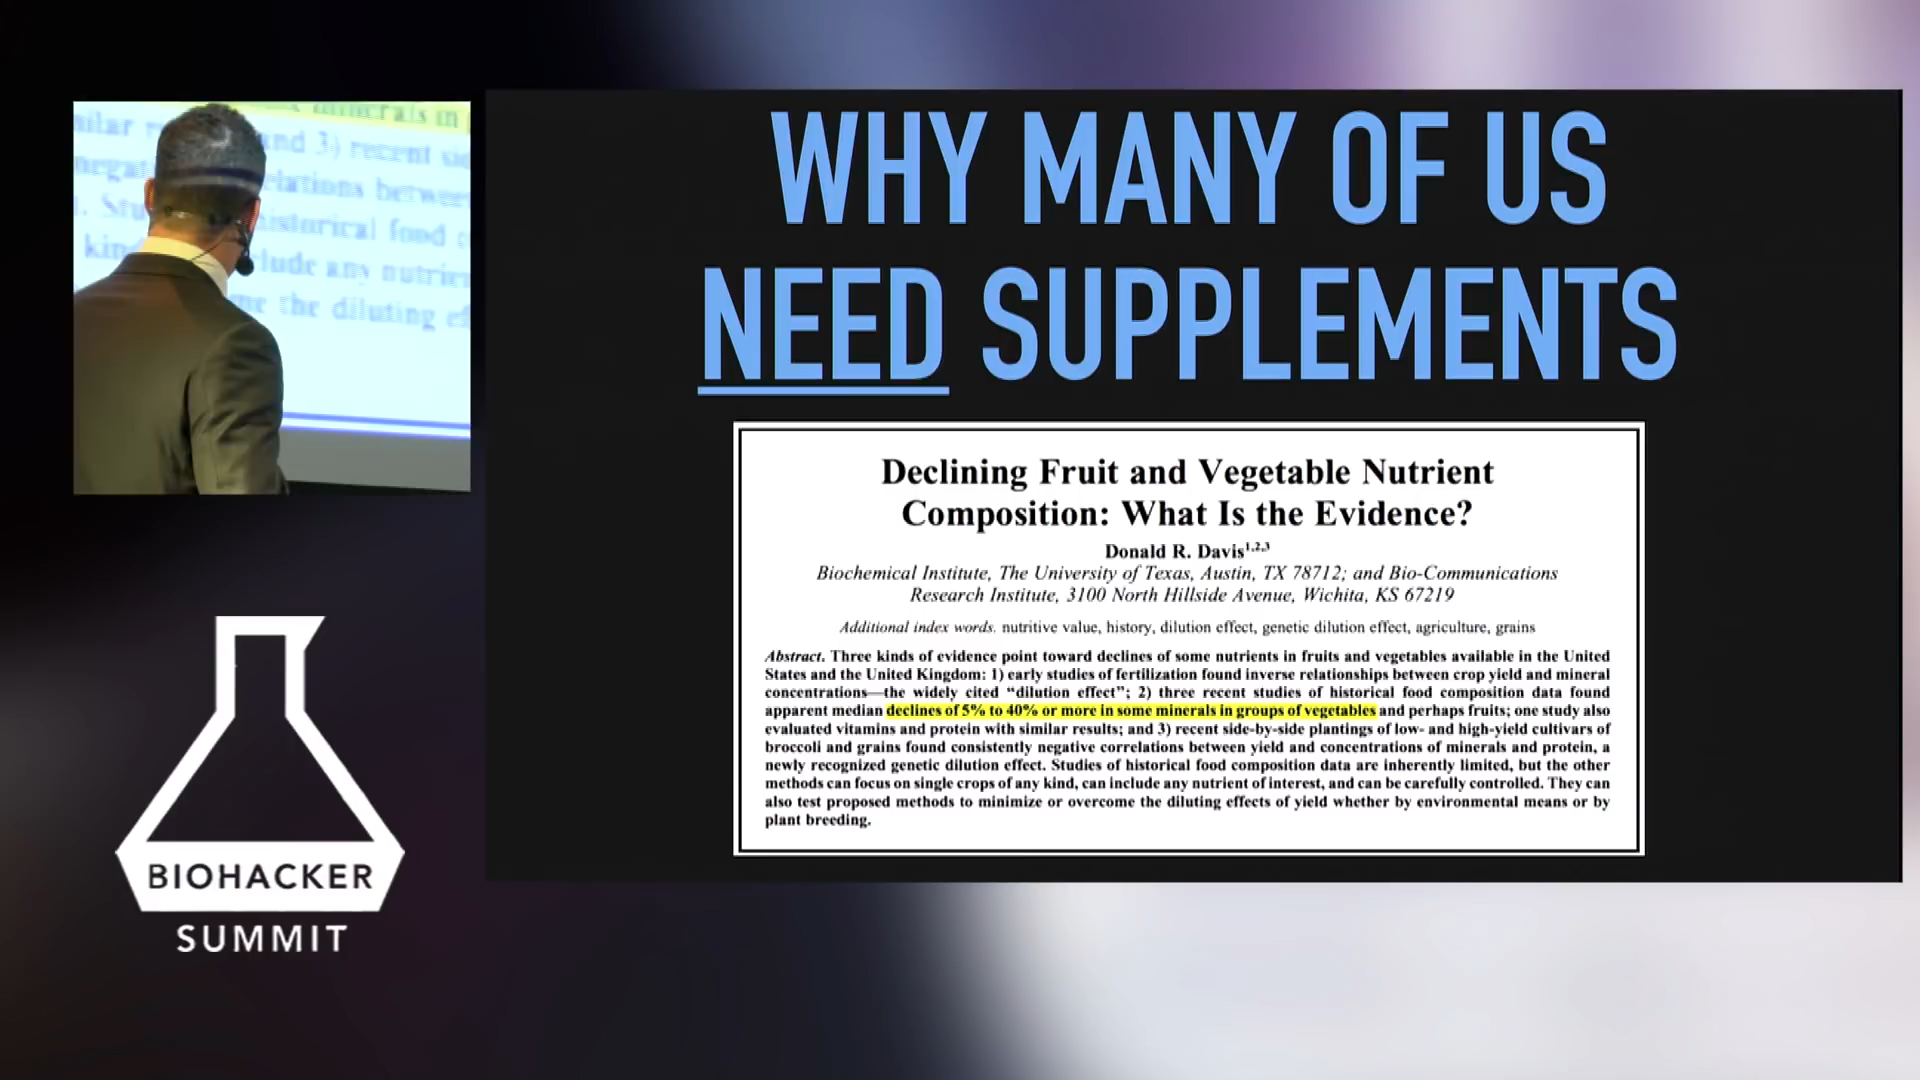 WHY MANY OF US
NEED SUPPLEMENTS
Declining Fruit and Vegetable Nutrient
Composition: What Is the Evidence?
Donald R. Davis1,2,3
Biochemical Institute, The University of Texas, Austin, TX 78712; and Bio-Communications
Research Institute, 3100 North Hillside Avenue, Wichita, KS 67219
Additional index words. nutritive value, history, dilution effect, genetic dilution effect, agriculture, grains
Abstract. Three kinds of evidence point toward declines of some nutrients in fruits and vegetables available in the United
States and the United Kingdom: 1) early studies of fertilization found inverse relationships between crop yield and mineral
concentrations—the widely cited “dilution effect”; 2) three recent studies of historical food composition data found
apparent median declines of 5% to 40% or more in some minerals in groups of vegetables and perhaps fruits; one study also
evaluated vitamins and protein with similar results; and 3) recent side-by-side plantings of low- and high-yield cultivars of
broccoli and grains found consistently negative correlations between yield and concentrations of minerals and protein, a
newly recognized genetic dilution effect. Studies of historical food composition data are inherently limited, but the other
methods can focus on single crops of any kind, can include any nutrient of interest, and can be carefully controlled. They can
also test proposed methods to minimize or overcome the diluting effects of yield whether by environmental means or by
plant breeding.
minerals in
and 3) recent
between
historical food
any
the diluting
BIOHACKER
SUMMIT